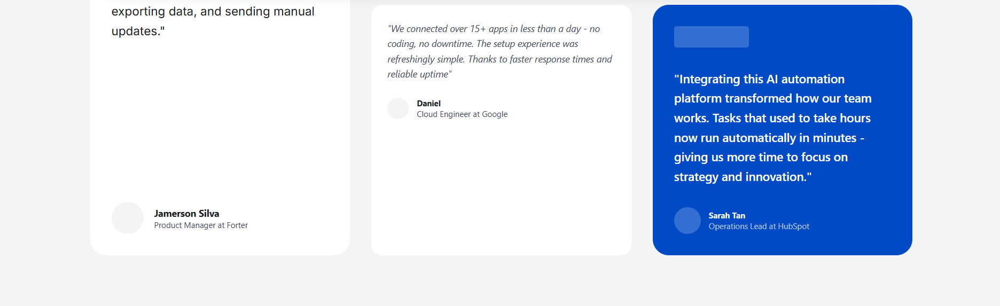 exporting data, and sending manual
updates."
Jamerson Silva
Product Manager at Forter
"We connected over 15+ apps in less than a day - no
coding, no downtime. The setup experience was
refreshingly simple. Thanks to faster response times and
reliable uptime"
Daniel
Cloud Engineer at Google
"Integrating this AI automation
platform transformed how our team
works. Tasks that used to take hours
now run automatically in minutes -
giving us more time to focus on
strategy and innovation."
Sarah Tan
Operations Lead at HubSpot